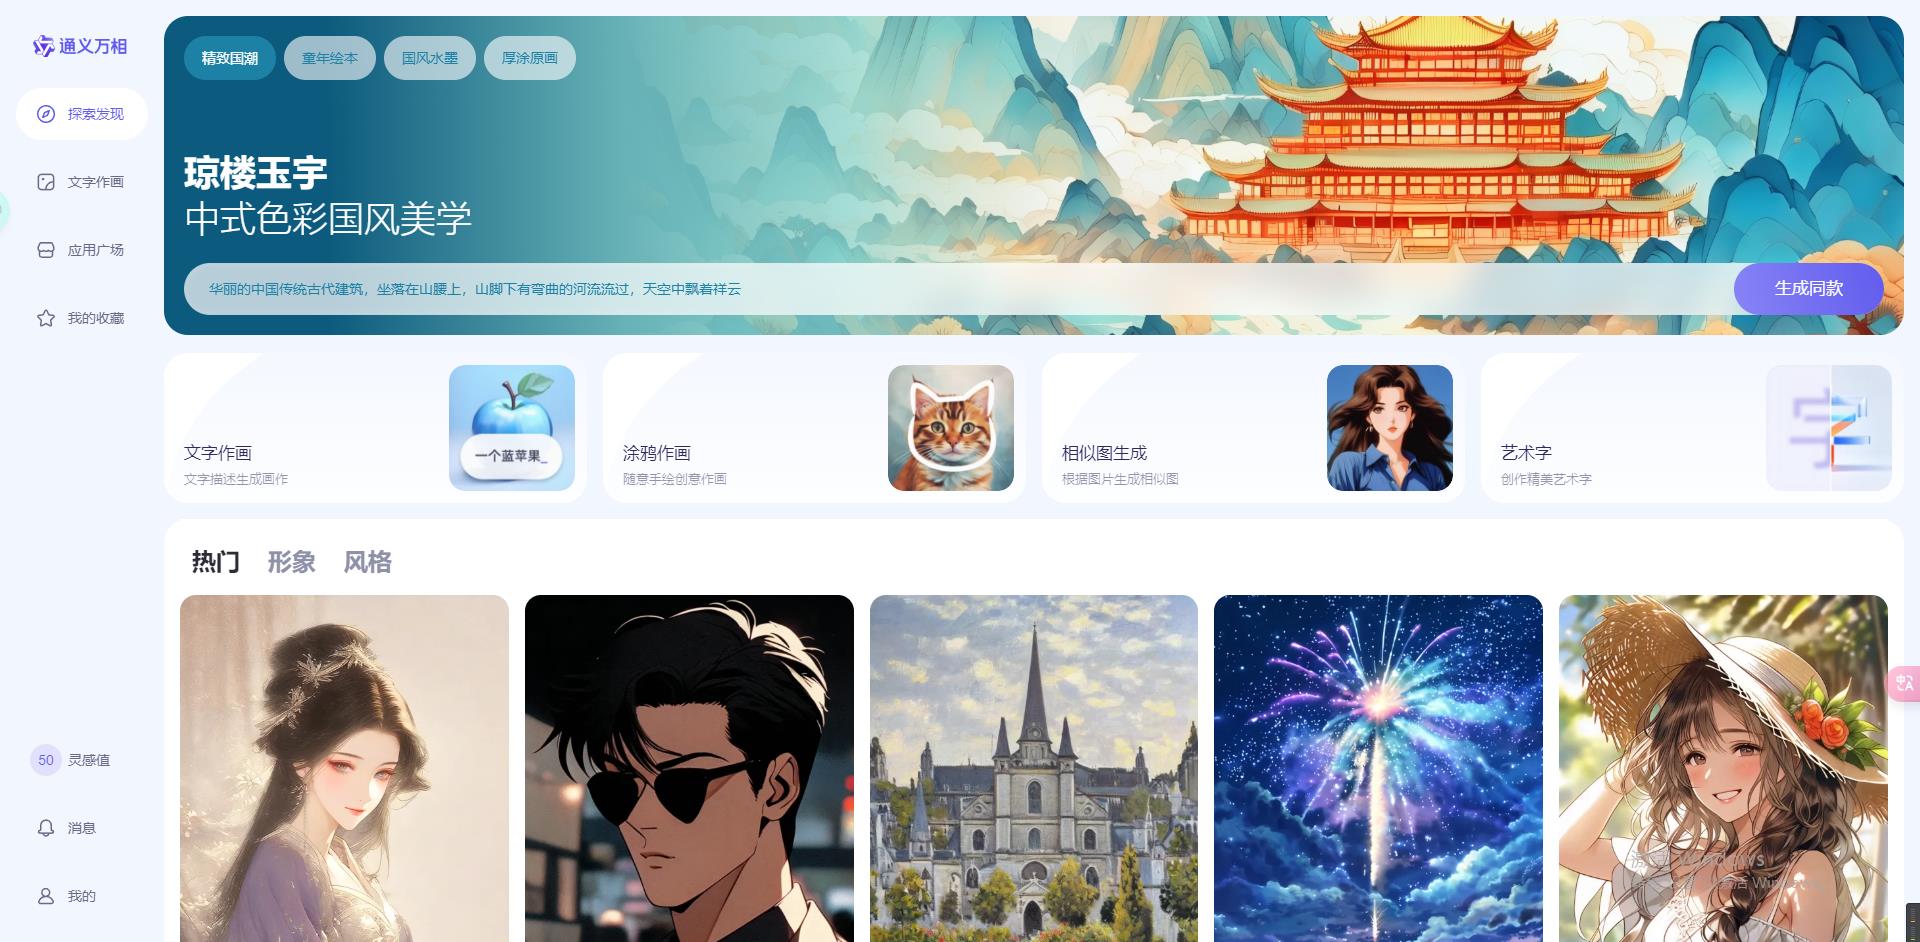 通义万相
探索发现
文字作画
应用广场
我的收藏
50 灵感值
消息
我的
精致国潮 童年绘本 国风水墨 厚涂原画
琼楼玉宇
中式色彩国风美学
华丽的中国传统古代建筑，坐落在山腰上，山脚下有弯曲的河流流过，天空中飘着祥云
生成同款
文字作画
文字描述生成画作
一个蓝苹果_
涂鸦作画
随意手绘创意作画
相似图生成
根据图片生成相似图
艺术字
创作精美艺术字
字
热门 形象 风格
中
A
激活 Windows